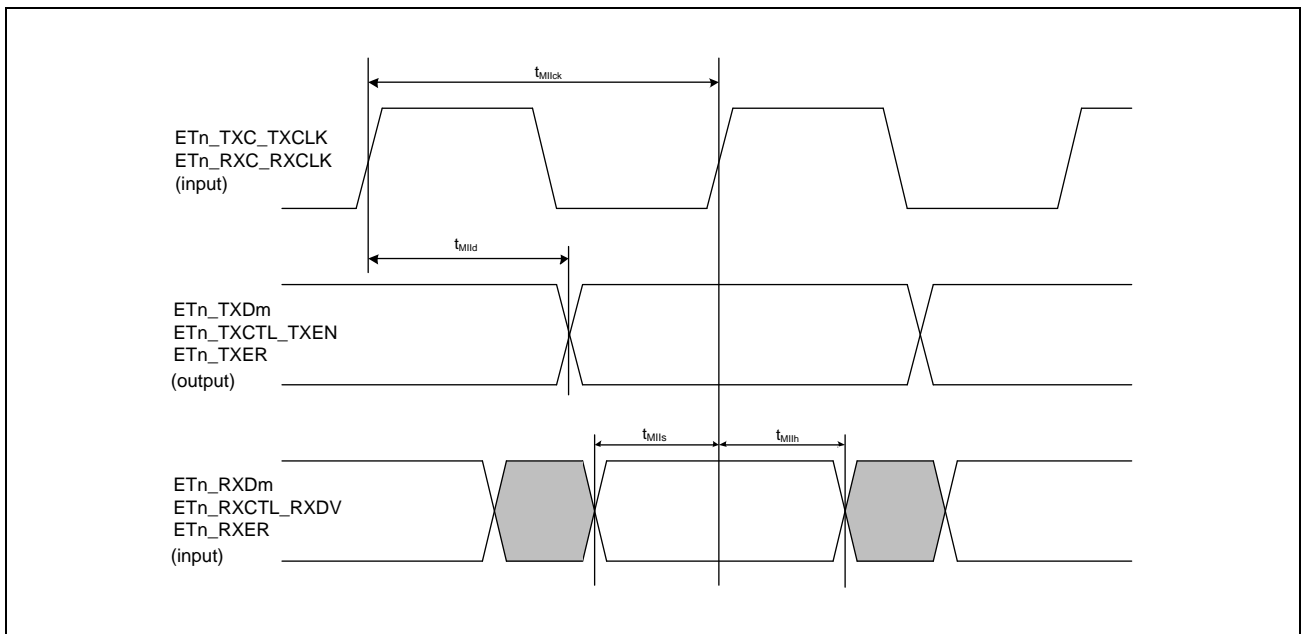 tMIIck
ETn_TXC_TXCLK
ETn_RXC_RXCLK
(input)
tMIId
ETn_TXDm
ETn_TXCTL_TXEN
ETn_TXER
(output)
tMIIs
tMIIh
ETn_RXDm
ETn_RXCTL_RXDV
ETn_RXER
(input)